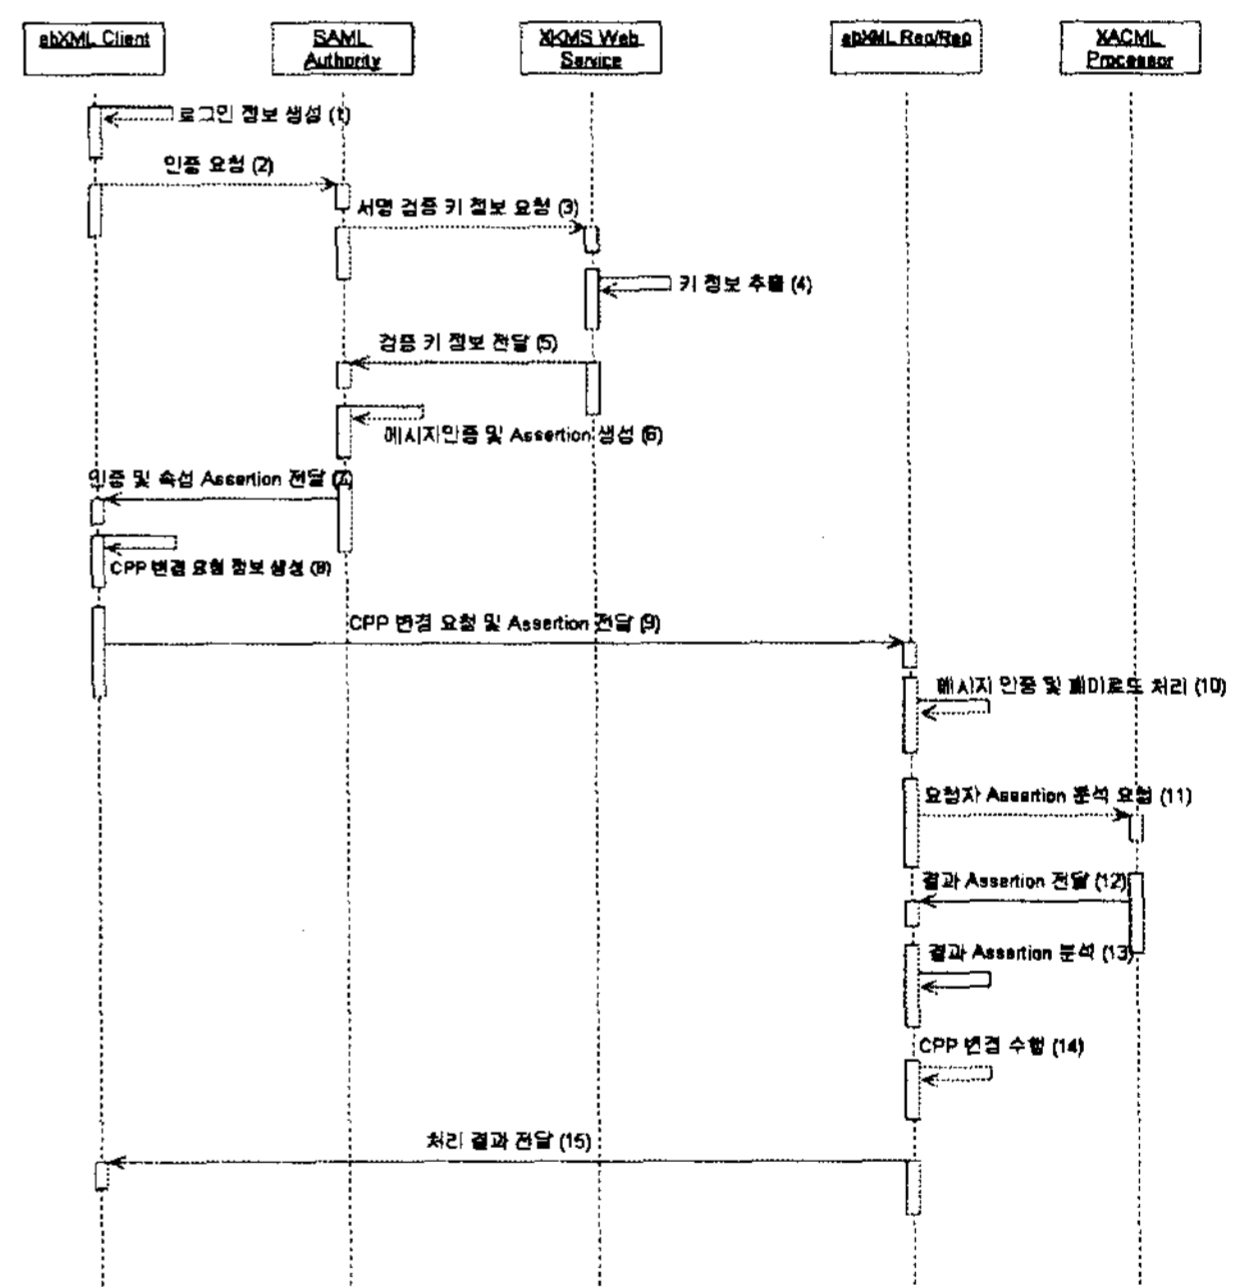 ebXML Client
SAML
Authority
XKMS Web
Service
ebXML Reg/Rep
XACML
Processor
로그인 정보 생성 (1)
인증 요청 (2)
서명 검증 키 정보 요청 (3)
키 정보 추출 (4)
검증 키 정보 전달 (5)
메시지인증 및 Assertion 생성 (6)
인증 및 속성 Assertion 전달 (7)
CPP 변경 요청 정보 생성 (8)
CPP 변경 요청 및 Assertion 전달 (9)
메시지 인증 및 페이로드 처리 (10)
요청자 Assertion 분석 요청 (11)
결과 Assertion 전달 (12)
결과 Assertion 분석 (13)
CPP 변경 수행 (14)
처리 결과 전달 (15)